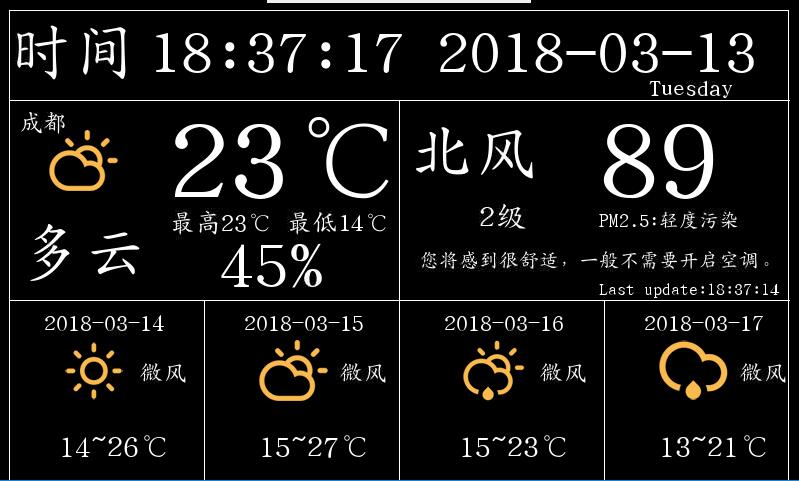 时间 18:37:17 2018-03-13
Tuesday
成都
23℃
最高23℃ 最低14℃
多云
45%
北风
89
2级
PM2.5:轻度污染
您将感到很舒适，一般不需要开启空调。
Last update:18:37:14
2018-03-14
微风
14~26℃
2018-03-15
微风
15~27℃
2018-03-16
微风
15~23℃
2018-03-17
微风
13~21℃